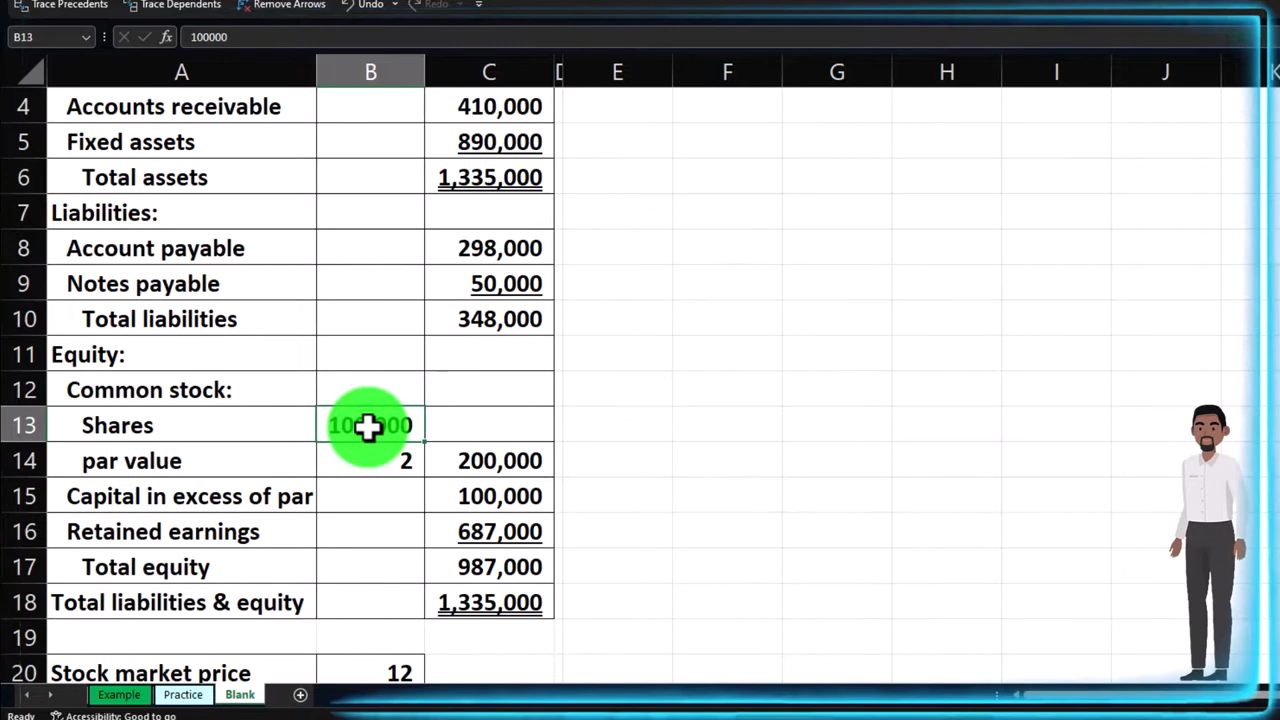 Trace Precedents Trace Dependents Remove Arrows Undo Redo
B13 fx 100000
A B C D E F G H I J K
4 Accounts receivable 410,000
5 Fixed assets 890,000
6 Total assets 1,335,000
7 Liabilities:
8 Account payable 298,000
9 Notes payable 50,000
10 Total liabilities 348,000
11 Equity:
12 Common stock:
13 Shares 100000
14 par value 2 200,000
15 Capital in excess of par 100,000
16 Retained earnings 687,000
17 Total equity 987,000
18 Total liabilities & equity 1,335,000
19
20 Stock market price 12
Example Practice Blank
Ready Accessibility: Good to go